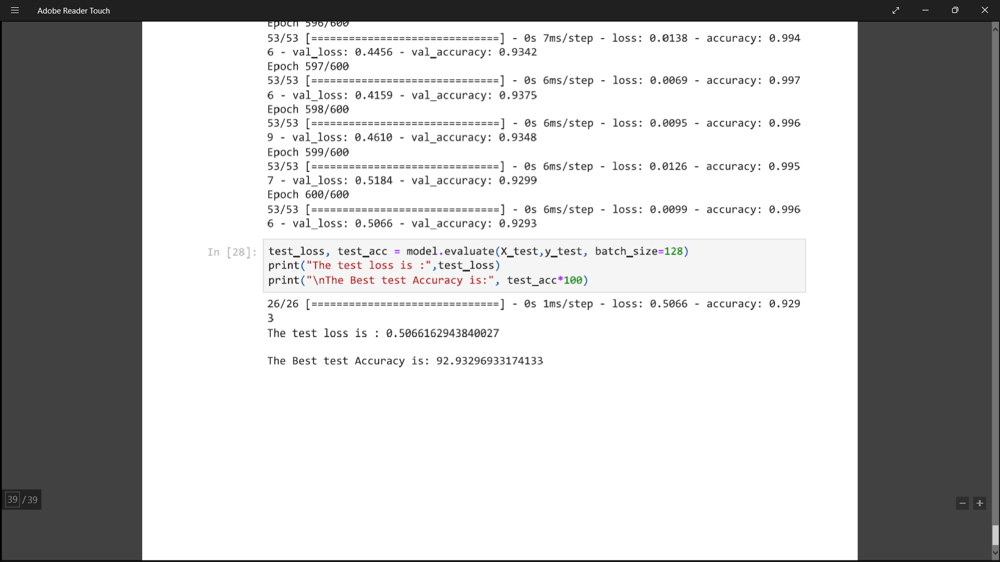 Adobe Reader Touch
Epoch 596/600
53/53 [==============================] - 0s 7ms/step - loss: 0.0138 - accuracy: 0.994
6 - val_loss: 0.4456 - val_accuracy: 0.9342
Epoch 597/600
53/53 [==============================] - 0s 6ms/step - loss: 0.0069 - accuracy: 0.997
6 - val_loss: 0.4159 - val_accuracy: 0.9375
Epoch 598/600
53/53 [==============================] - 0s 6ms/step - loss: 0.0095 - accuracy: 0.996
9 - val_loss: 0.4610 - val_accuracy: 0.9348
Epoch 599/600
53/53 [==============================] - 0s 6ms/step - loss: 0.0126 - accuracy: 0.995
7 - val_loss: 0.5184 - val_accuracy: 0.9299
Epoch 600/600
53/53 [==============================] - 0s 6ms/step - loss: 0.0099 - accuracy: 0.996
6 - val_loss: 0.5066 - val_accuracy: 0.9293
In [28]: test_loss, test_acc = model.evaluate(X_test,y_test, batch_size=128)
print("The test loss is :",test_loss)
print("\nThe Best test Accuracy is:", test_acc*100)
26/26 [==============================] - 0s 1ms/step - loss: 0.5066 - accuracy: 0.929
3
The test loss is : 0.5066162943840027
The Best test Accuracy is: 92.93296933174133
39 / 39